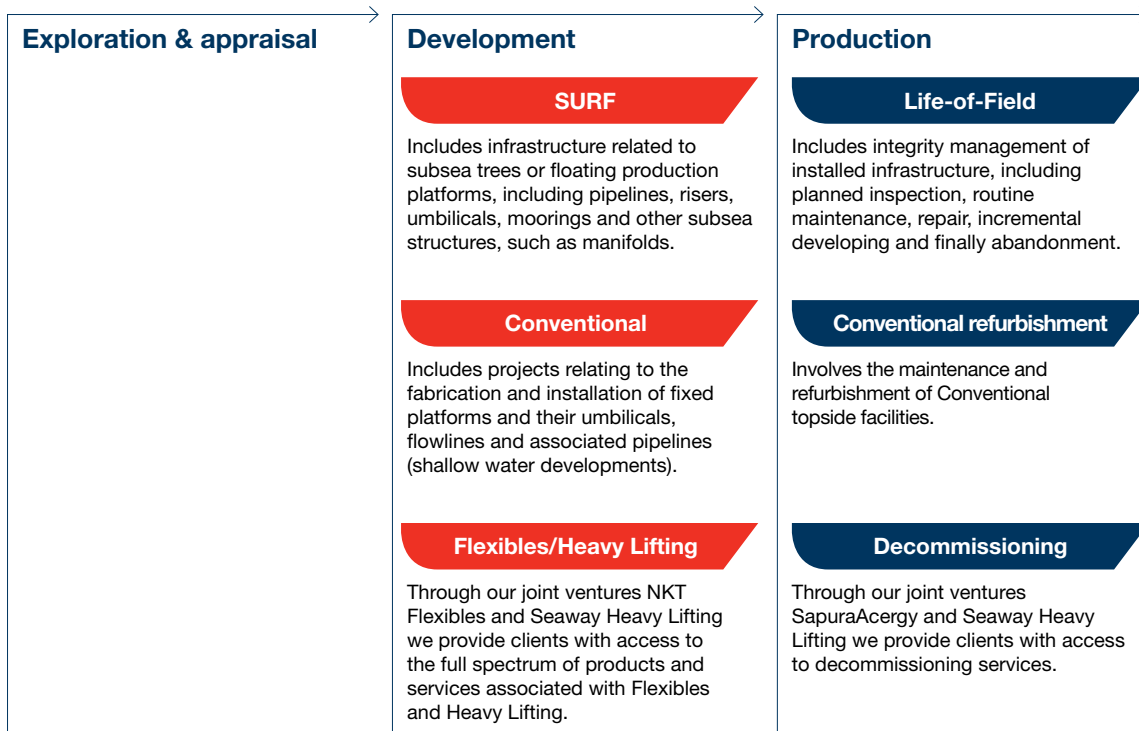 Exploration & appraisal
Development
SURF
Includes infrastructure related to
subsea trees or floating production
platforms, including pipelines, risers,
umbilicals, moorings and other subsea
structures, such as manifolds.
Conventional
Includes projects relating to the
fabrication and installation of fixed
platforms and their umbilicals,
flowlines and associated pipelines
(shallow water developments).
Flexibles/Heavy Lifting
Through our joint ventures NKT
Flexibles and Seaway Heavy Lifting
we provide clients with access to
the full spectrum of products and
services associated with Flexibles
and Heavy Lifting.
Production
Life-of-Field
Includes integrity management of
installed infrastructure, including
planned inspection, routine
maintenance, repair, incremental
developing and finally abandonment.
Conventional refurbishment
Involves the maintenance and
refurbishment of Conventional
topside facilities.
Decommissioning
Through our joint ventures
SapuraAcergy and Seaway Heavy
Lifting we provide clients with access
to decommissioning services.